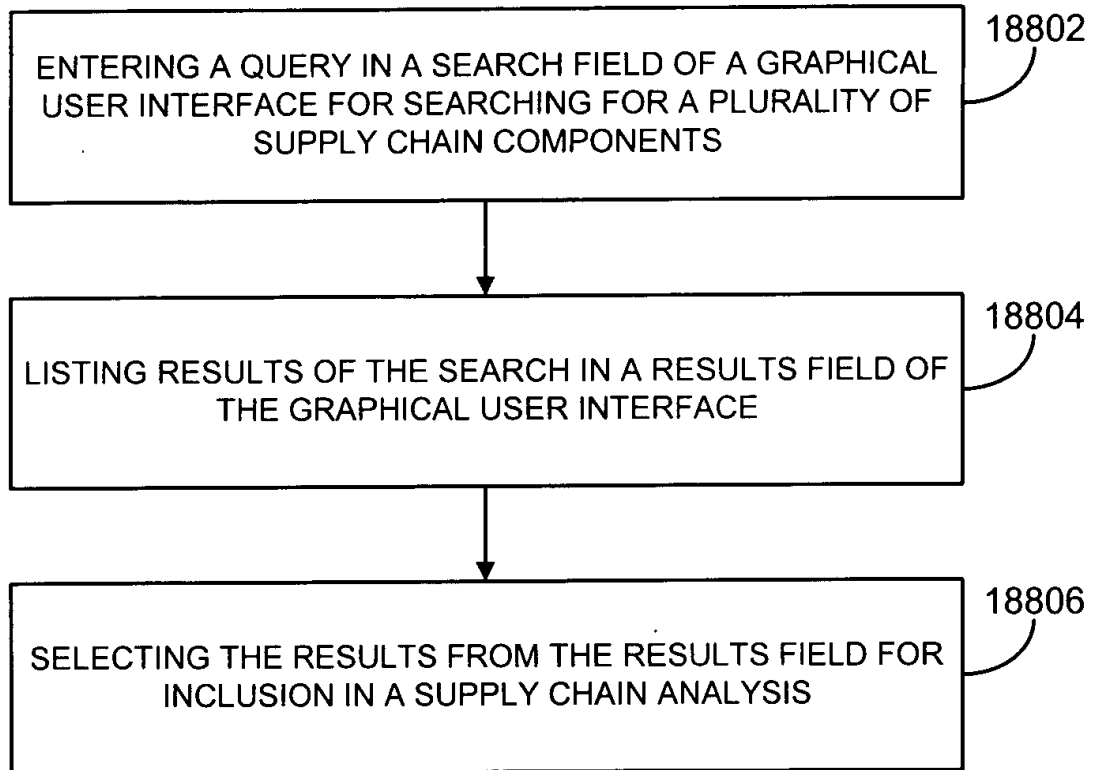 18802
ENTERING A QUERY IN A SEARCH FIELD OF A GRAPHICAL
USER INTERFACE FOR SEARCHING FOR A PLURALITY OF
SUPPLY CHAIN COMPONENTS
18804
LISTING RESULTS OF THE SEARCH IN A RESULTS FIELD OF
THE GRAPHICAL USER INTERFACE
18806
SELECTING THE RESULTS FROM THE RESULTS FIELD FOR
INCLUSION IN A SUPPLY CHAIN ANALYSIS